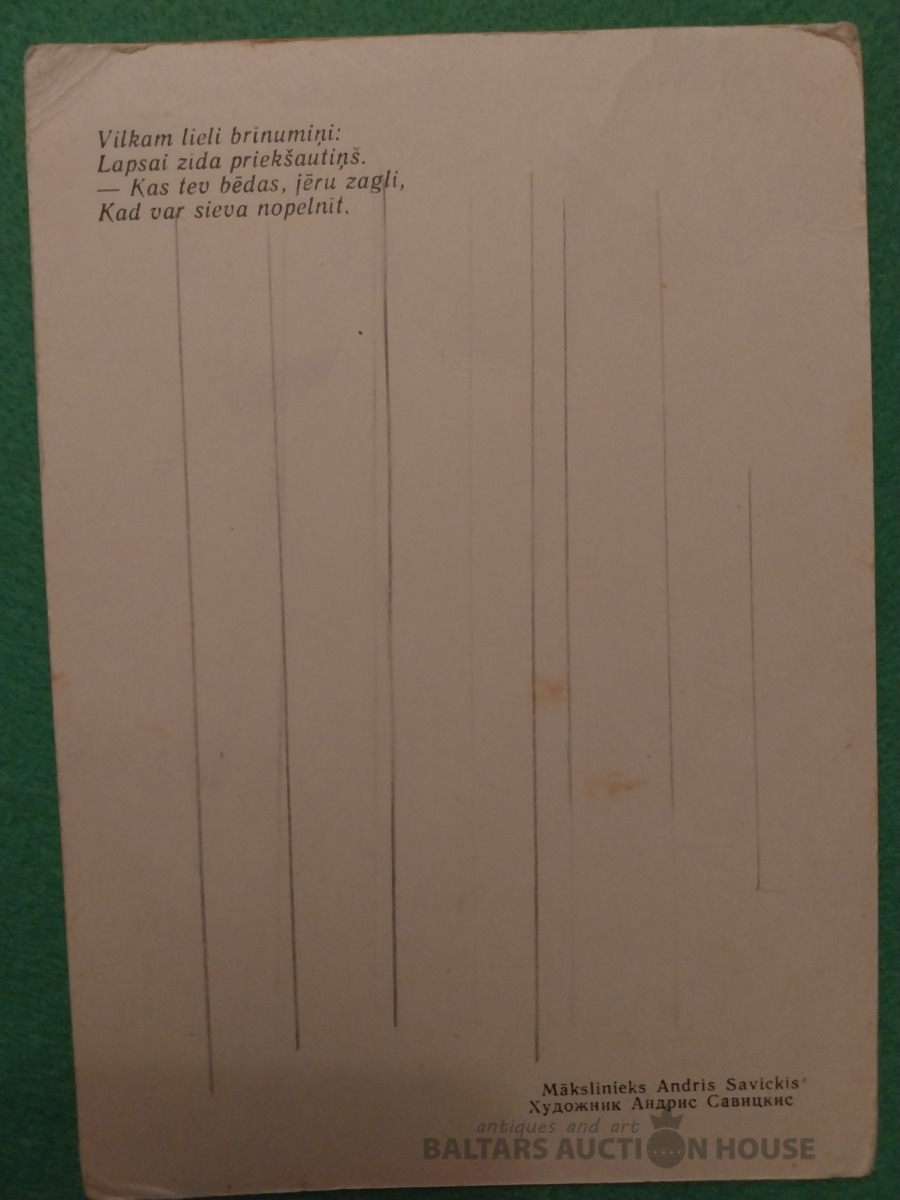 Vilkam lieli brīnumiņi:
Lapsai zīda priekšautiņš.
— Kas tev bēdas, jēru zagli,
Kad var sieva nopelnīt.
Mākslinieks Andris Savickis
Художник Андрис Савицкис
antiques and art
BALTARS AUCTION HOUSE